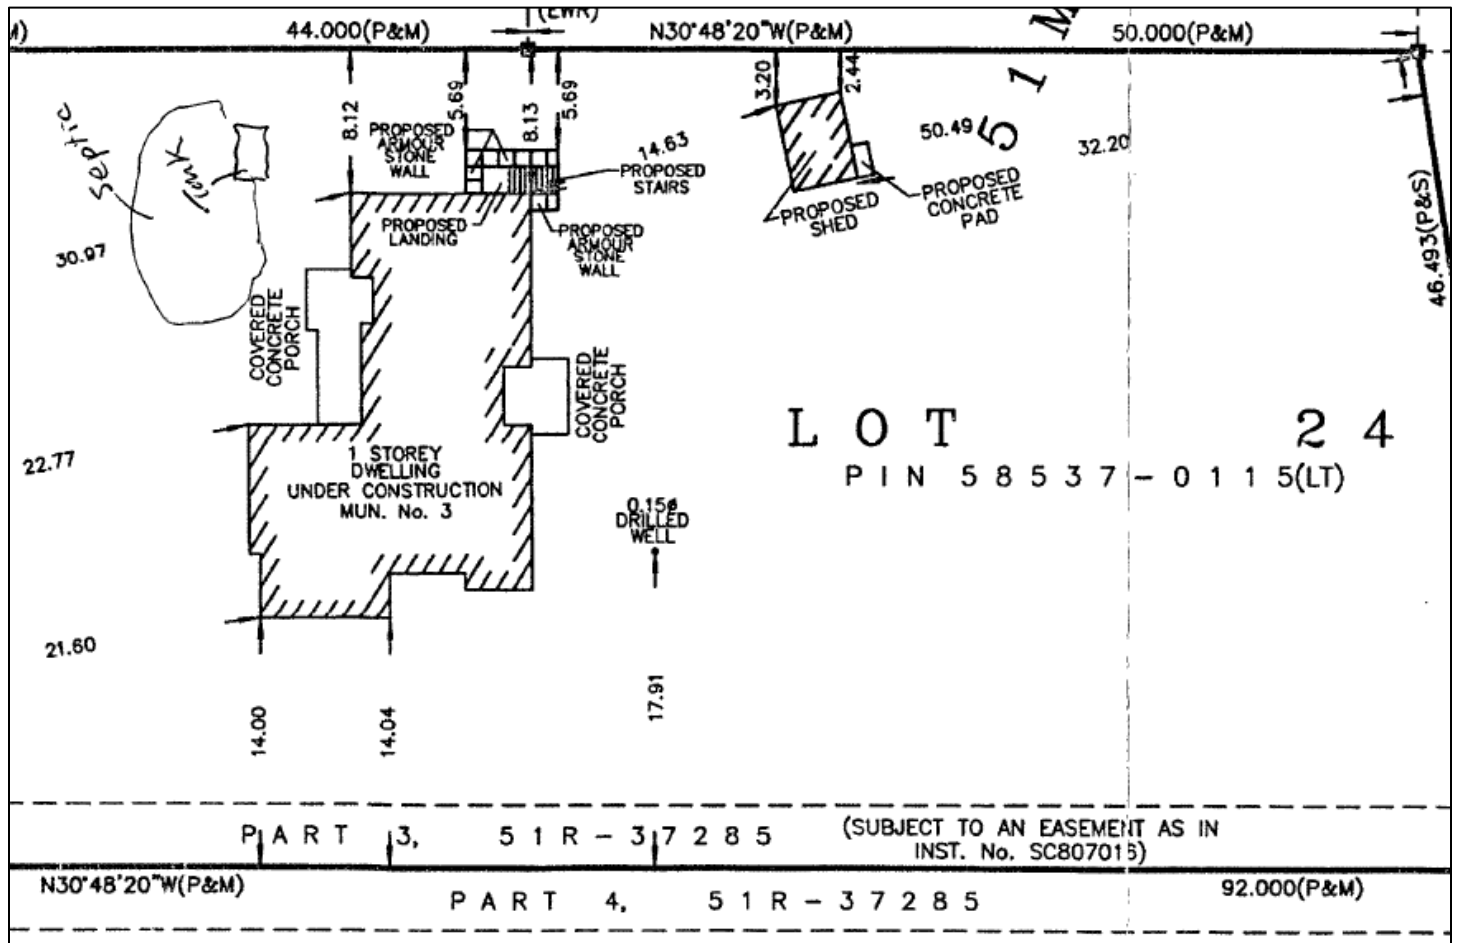 44.000(P&M)
(EWR)
N30°48'20"W(P&M)
50.000(P&M)
8.12
5.69
8.13
5.69
3.20
2.44
5 1 M
PROPOSED
ARMOUR
STONE
WALL
14.63
PROPOSED
STAIRS
50.49
32.20
septic
Tank
PROPOSED
LANDING
PROPOSED
ARMOUR
STONE
WALL
PROPOSED
SHED
PROPOSED
CONCRETE
PAD
46.493(P&S)
30.97
COVERED
CONCRETE
PORCH
COVERED
CONCRETE
PORCH
LOT 24
PIN 58537-0115(LT)
22.77
1 STOREY
DWELLING
UNDER CONSTRUCTION
MUN. No. 3
0.15ø
DRILLED
WELL
21.60
14.00
14.04
17.91
PART 3, 51R-37285
(SUBJECT TO AN EASEMENT AS IN
INST. No. SC807016)
N30°48'20"W(P&M)
92.000(P&M)
PART 4, 51R-37285